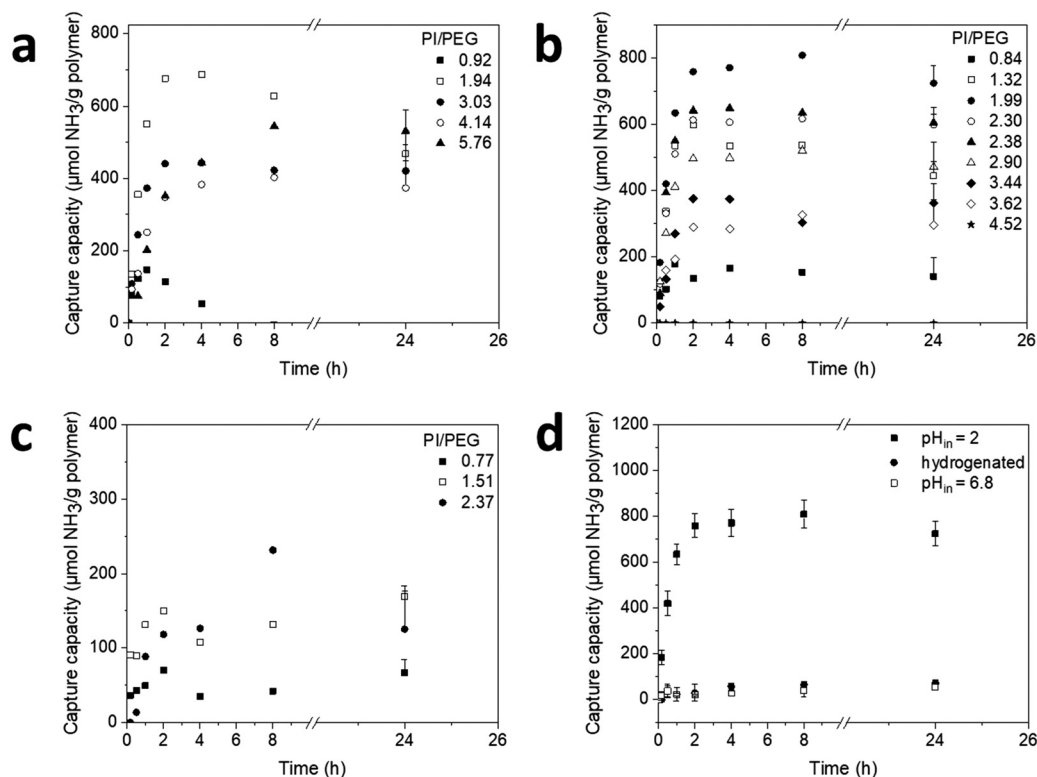 a
Capture capacity (µmol NH3/g polymer)
800
600
400
200
0
PI/PEG
0.92
1.94
3.03
4.14
5.76
0 2 4 6 8 24 26
Time (h)
b
Capture capacity (µmol NH3/g polymer)
800
600
400
200
0
PI/PEG
0.84
1.32
1.99
2.30
2.38
2.90
3.44
3.62
4.52
0 2 4 6 8 24 26
Time (h)
c
Capture capacity (µmol NH3/g polymer)
400
300
200
100
0
PI/PEG
0.77
1.51
2.37
0 2 4 6 8 24 26
Time (h)
d
Capture capacity (µmol NH3/g polymer)
1200
1000
800
600
400
200
0
pHin = 2
hydrogenated
pHin = 6.8
0 2 4 6 8 24 26
Time (h)